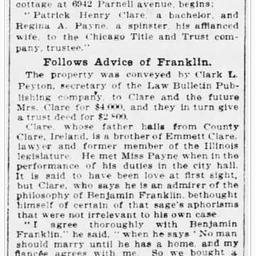 cottage at 6942 Parnell avenue, begins:
"Patrick Henry Clare, a bachelor, and
Regina A. Payne, a spinster, his affianced
wife, to the Chicago Title and Trust com-
pany, trustee."
Follows Advice of Franklin.
The property was conveyed by Clark L.
Peyton, secretary of the Law Bulletin Pub-
lishing company, to Clare and the future
Mrs. Clare for $4,000, and they in turn give
a trust deed for $2,800.
Clare, whose father hails from County
Clare, Ireland, is a brother of Emmett Clare,
lawyer and former member of the Illinois
legislature. He met Miss Payne when in the
performance of his duties in the city hall.
It is said to have been love at first sight,
but Clare, who says he is an admirer of the
philosophy of Benjamin Franklin, bethought
himself of certain of that sage's aphorisms
that were not irrelevant to his own case.
"I agree thoroughly with Benjamin
Franklin," he said, "when he says 'No man
should marry until he has a home,' and my
fiancée agrees with me. So we bought a